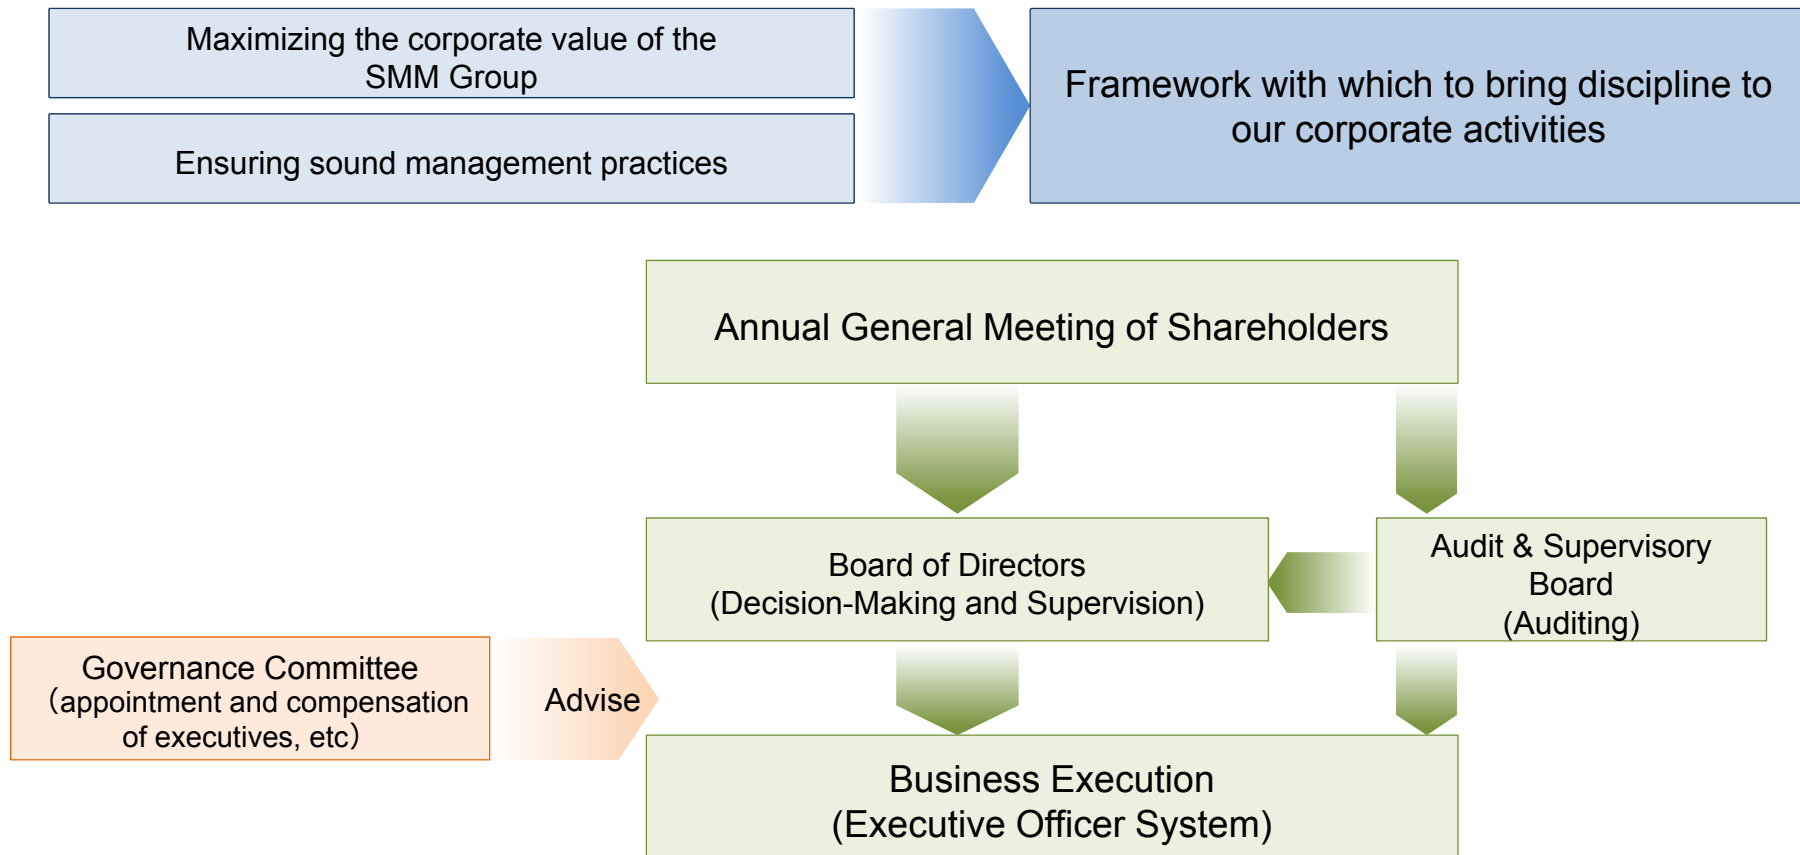 Maximizing the corporate value of the
SMM Group
Ensuring sound management practices
Framework with which to bring discipline to
our corporate activities
Annual General Meeting of Shareholders
Board of Directors
(Decision-Making and Supervision)
Audit & Supervisory
Board
(Auditing)
Governance Committee
（appointment and compensation
of executives, etc）
Advise
Business Execution
(Executive Officer System)